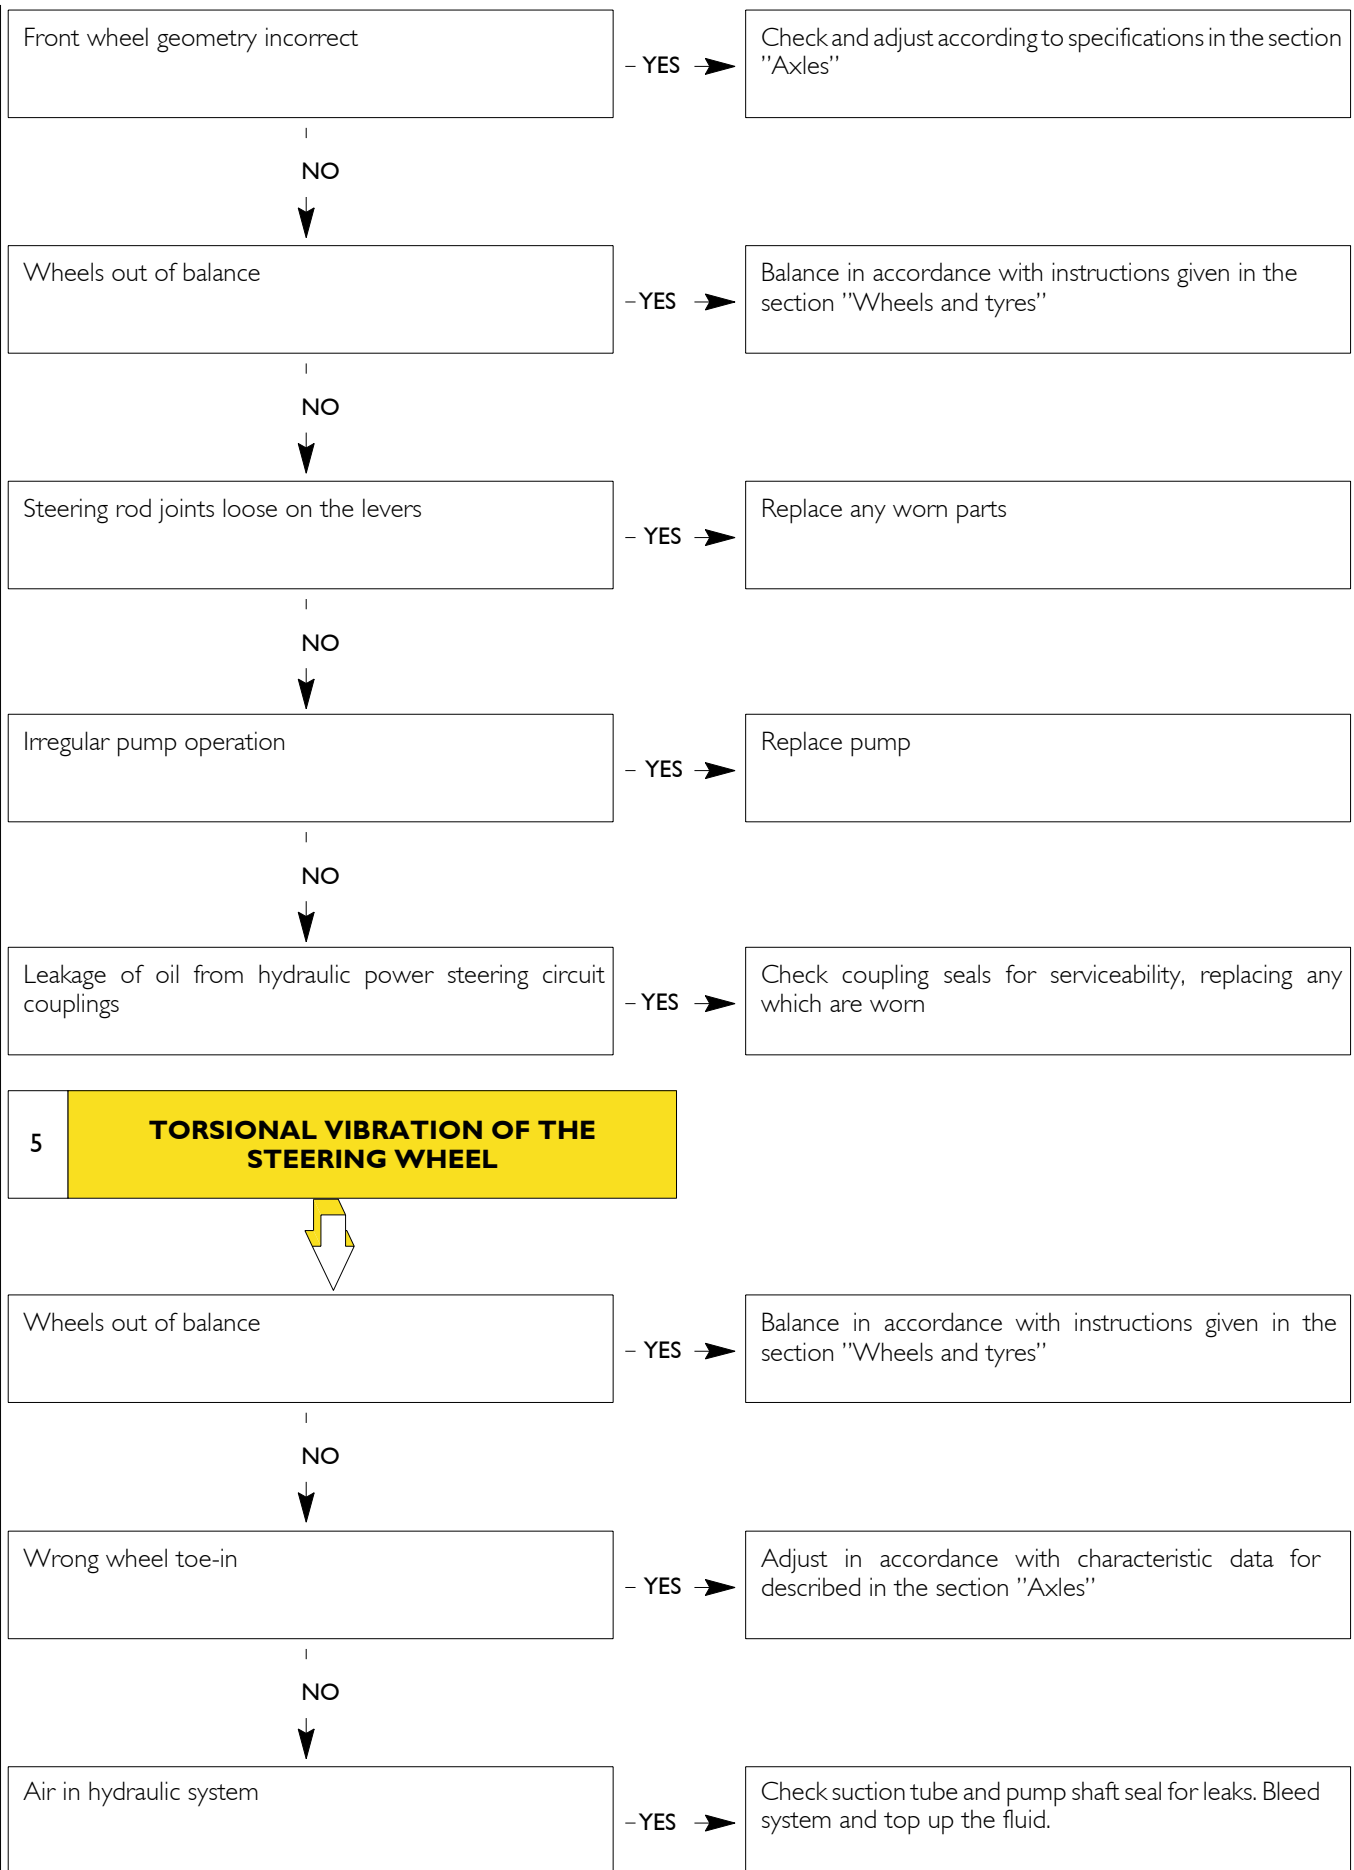 Front wheel geometry incorrect
– YES
Check and adjust according to specifications in the section
”Axles”
NO
Wheels out of balance
– YES
Balance in accordance with instructions given in the
section ”Wheels and tyres”
NO
Steering rod joints loose on the levers
– YES
Replace any worn parts
NO
Irregular pump operation
– YES
Replace pump
NO
Leakage of oil from hydraulic power steering circuit
couplings
– YES
Check coupling seals for serviceability, replacing any
which are worn
5
TORSIONAL VIBRATION OF THE
STEERING WHEEL
Wheels out of balance
– YES
Balance in accordance with instructions given in the
section ”Wheels and tyres”
NO
Wrong wheel toe-in
– YES
Adjust in accordance with characteristic data for
described in the section ”Axles”
NO
Air in hydraulic system
– YES
Check suction tube and pump shaft seal for leaks. Bleed
system and top up the fluid.